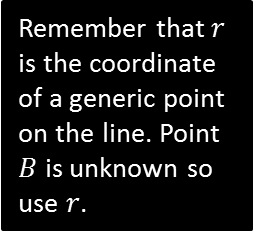 Remember that r
is the coordinate
of a generic point
on the line. Point
B is unknown so
use r.